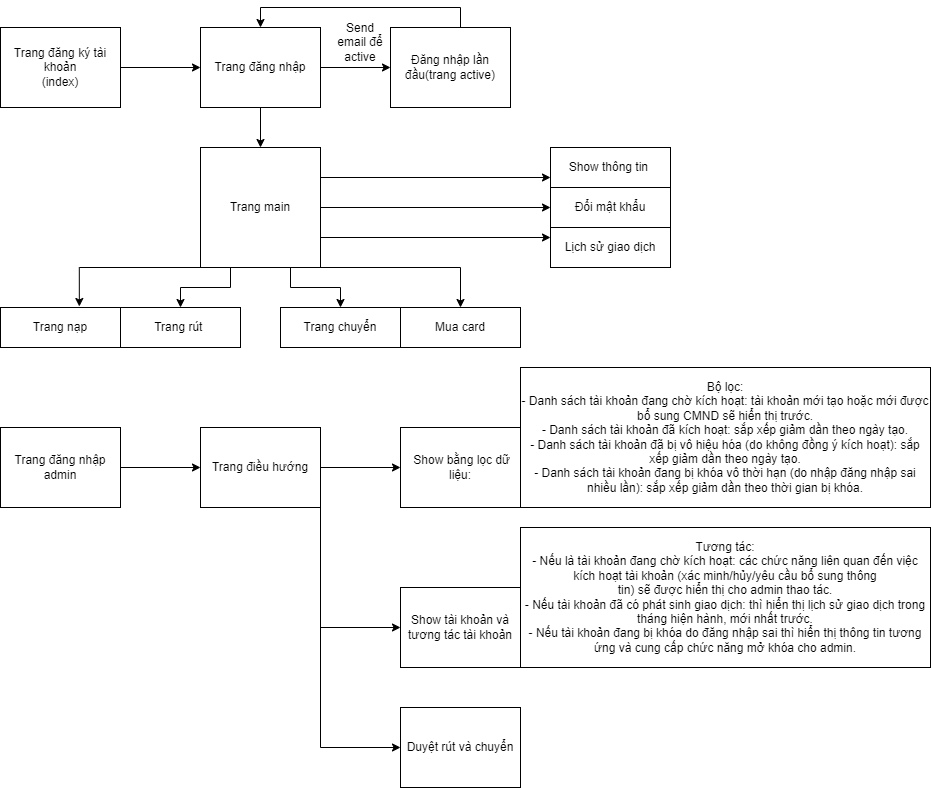 Trang đăng ký tài
khoản
(index)
Trang đăng nhập
Send
email để
active
Đăng nhập lần
đầu(trang active)
Trang main
Show thông tin
Đổi mật khẩu
Lịch sử giao dịch
Trang nạp
Trang rút
Trang chuyển
Mua card
Trang đăng nhập
admin
Trang điều hướng
Show bằng lọc dữ
liệu:
Bộ lọc:
- Danh sách tài khoản đang chờ kích hoạt: tài khoản mới tạo hoặc mới được
bổ sung CMND sẽ hiển thị trước.
- Danh sách tài khoản đã kích hoạt: sắp xếp giảm dần theo ngày tạo.
- Danh sách tài khoản đã bị vô hiệu hóa (do không đồng ý kích hoạt): sắp
xếp giảm dần theo ngày tạo.
- Danh sách tài khoản đang bị khóa vô thời hạn (do nhập đăng nhập sai
nhiều lần): sắp xếp giảm dần theo thời gian bị khóa.
Show tài khoản và
tương tác tài khoản
Tương tác:
- Nếu là tài khoản đang chờ kích hoạt: các chức năng liên quan đến việc
kích hoạt tài khoản (xác minh/hủy/yêu cầu bổ sung thông
tin) sẽ được hiển thị cho admin thao tác.
- Nếu tài khoản đã có phát sinh giao dịch: thì hiển thị lịch sử giao dịch trong
tháng hiện hành, mới nhất trước.
- Nếu tài khoản đang bị khóa do đăng nhập sai thì hiển thị thông tin tương
ứng và cung cấp chức năng mở khóa cho admin.
Duyệt rút và chuyển